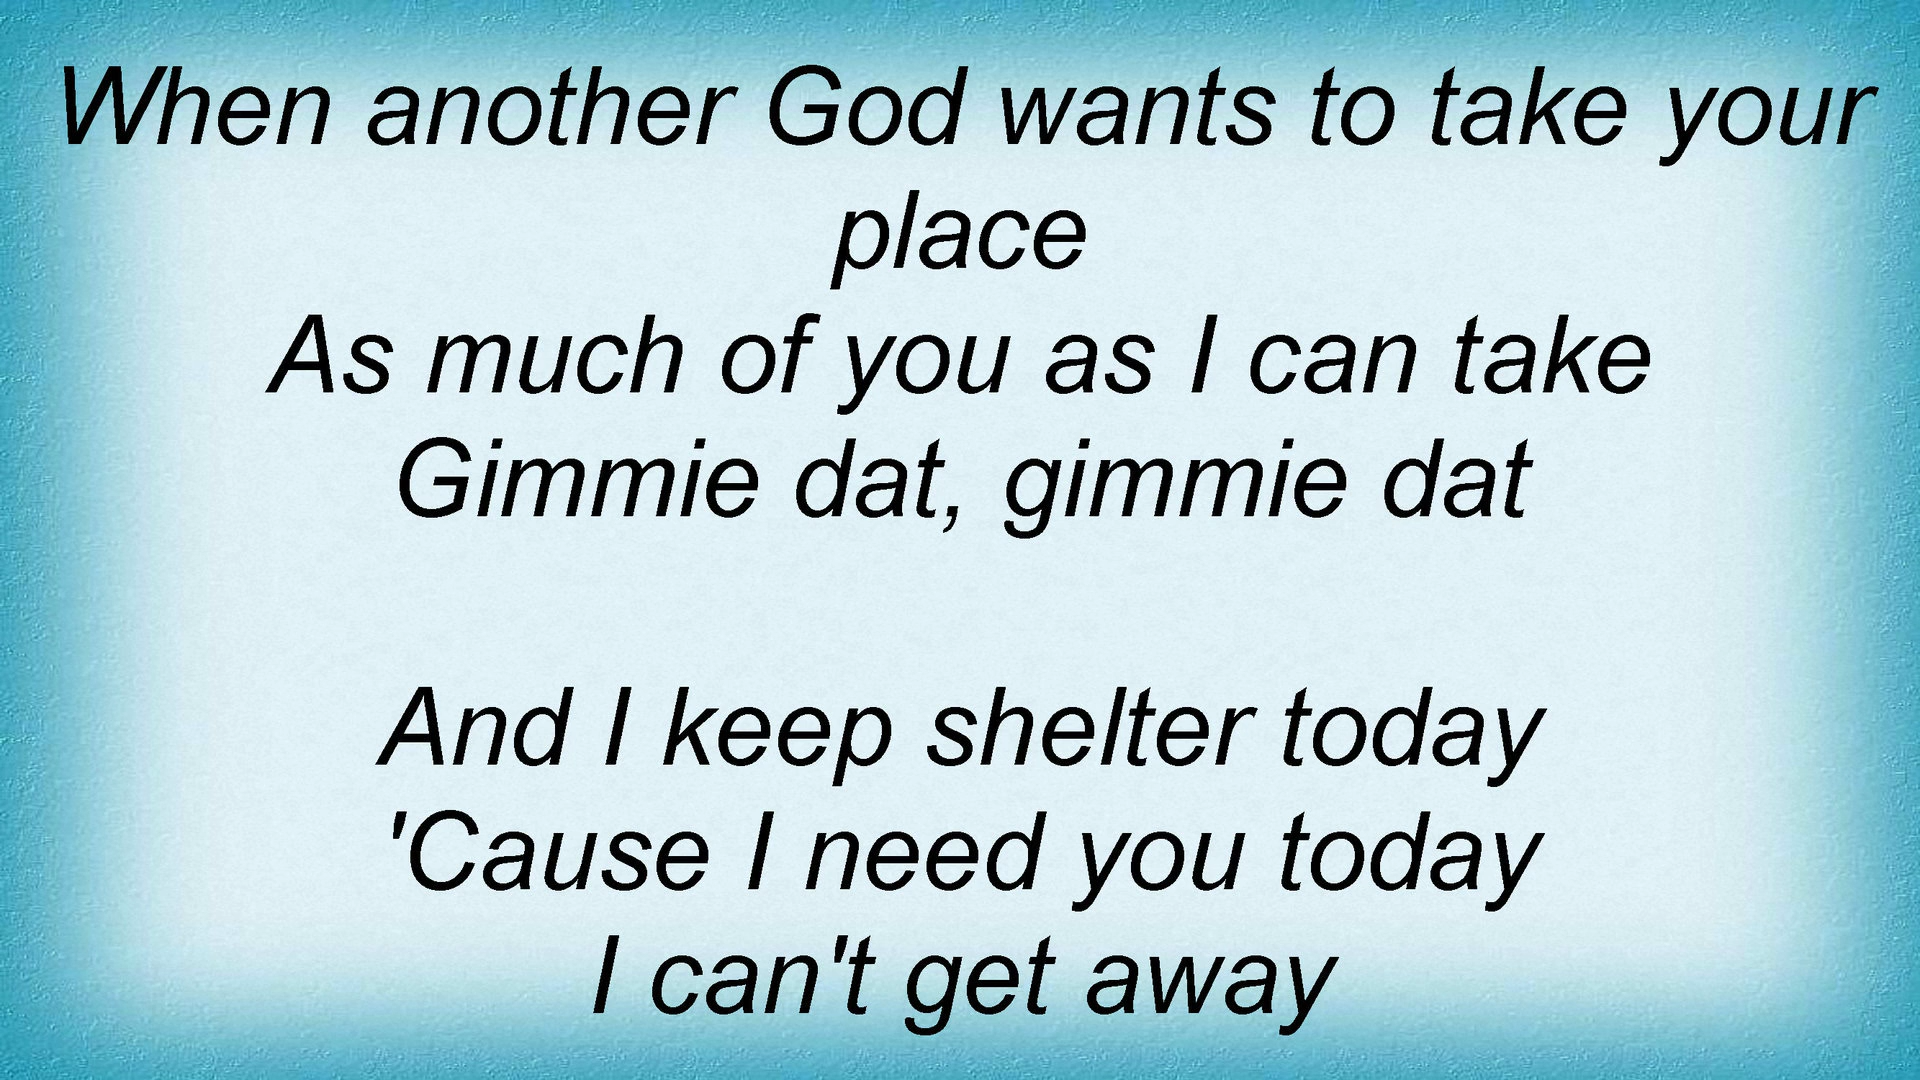 When another God wants to take your
place
As much of you as I can take
Gimmie dat, gimmie dat
And I keep shelter today
'Cause I need you today
I can't get away